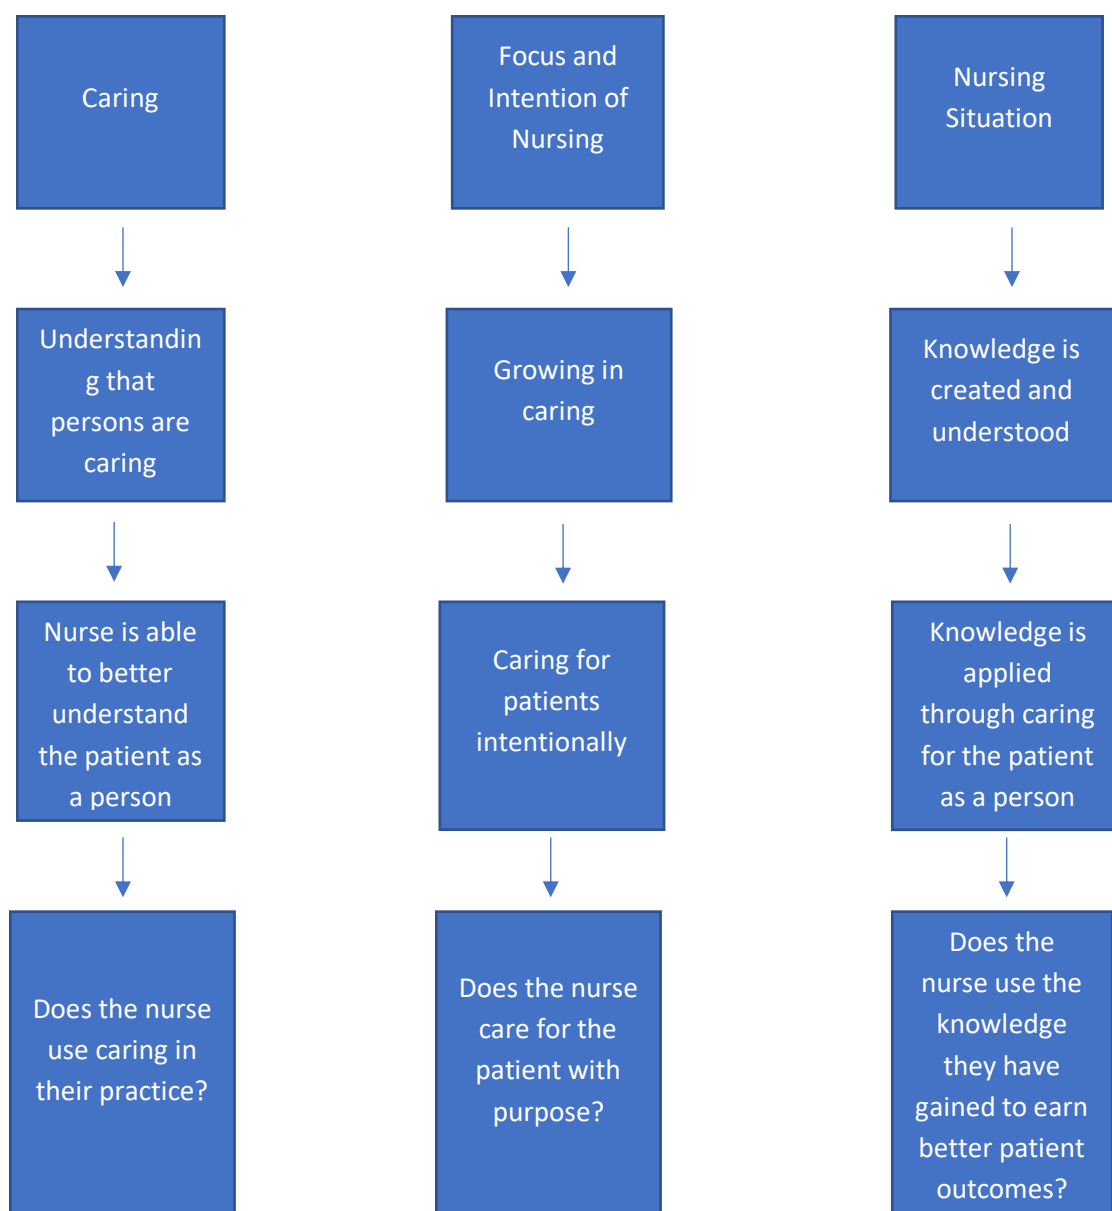 Caring
Focus and
Intention of
Nursing
Nursing
Situation
Understandin
g that
persons are
caring
Growing in
caring
Knowledge is
created and
understood
Nurse is able
to better
understand
the patient as
a person
Caring for
patients
intentionally
Knowledge is
applied
through caring
for the patient
as a person
Does the nurse
use caring in
their practice?
Does the nurse
care for the
patient with
purpose?
Does the
nurse use the
knowledge
they have
gained to earn
better patient
outcomes?